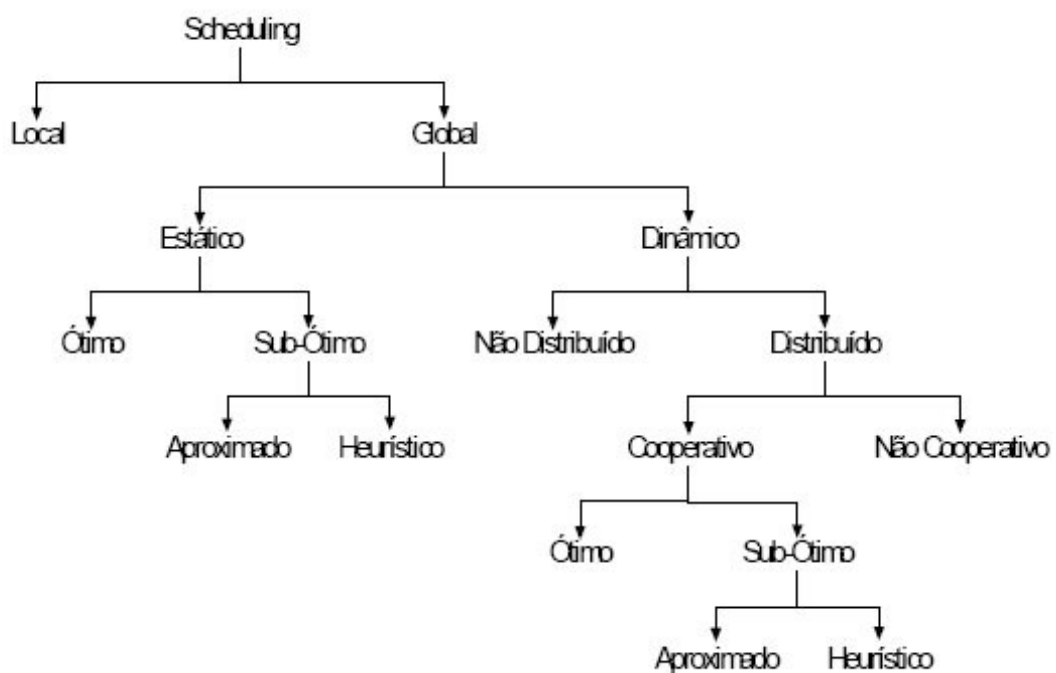 Scheduling
Local Global
Estático Dinâmico
Ótimo Sub-Ótimo Não Distribuído Distribuído
Aproximado Heurístico Cooperativo Não Cooperativo
Ótimo Sub-Ótimo
Aproximado Heurístico